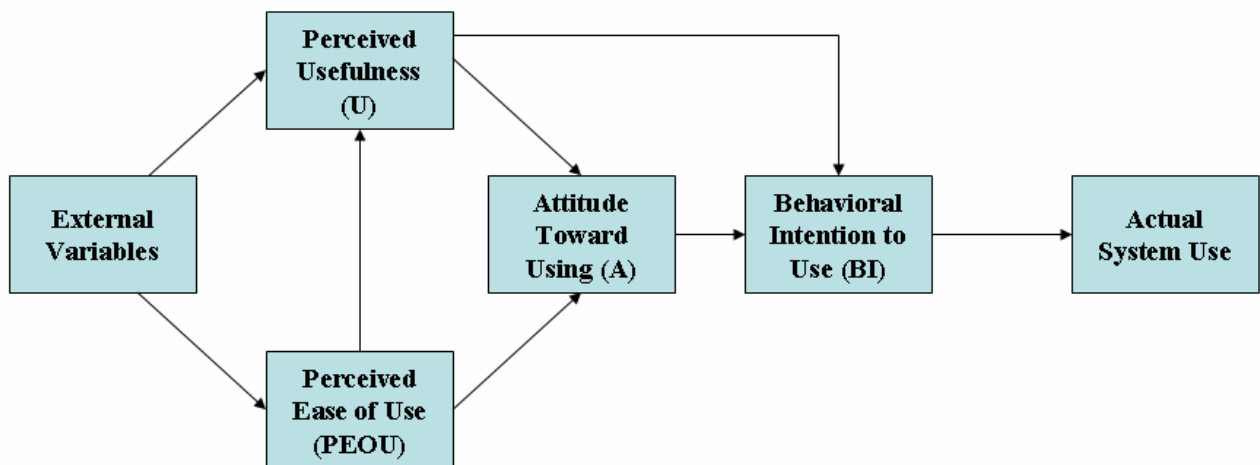 Perceived
Usefulness
(U)
External
Variables
Attitude
Toward
Using (A)
Behavioral
Intention to
Use (BI)
Actual
System Use
Perceived
Ease of Use
(PEOU)